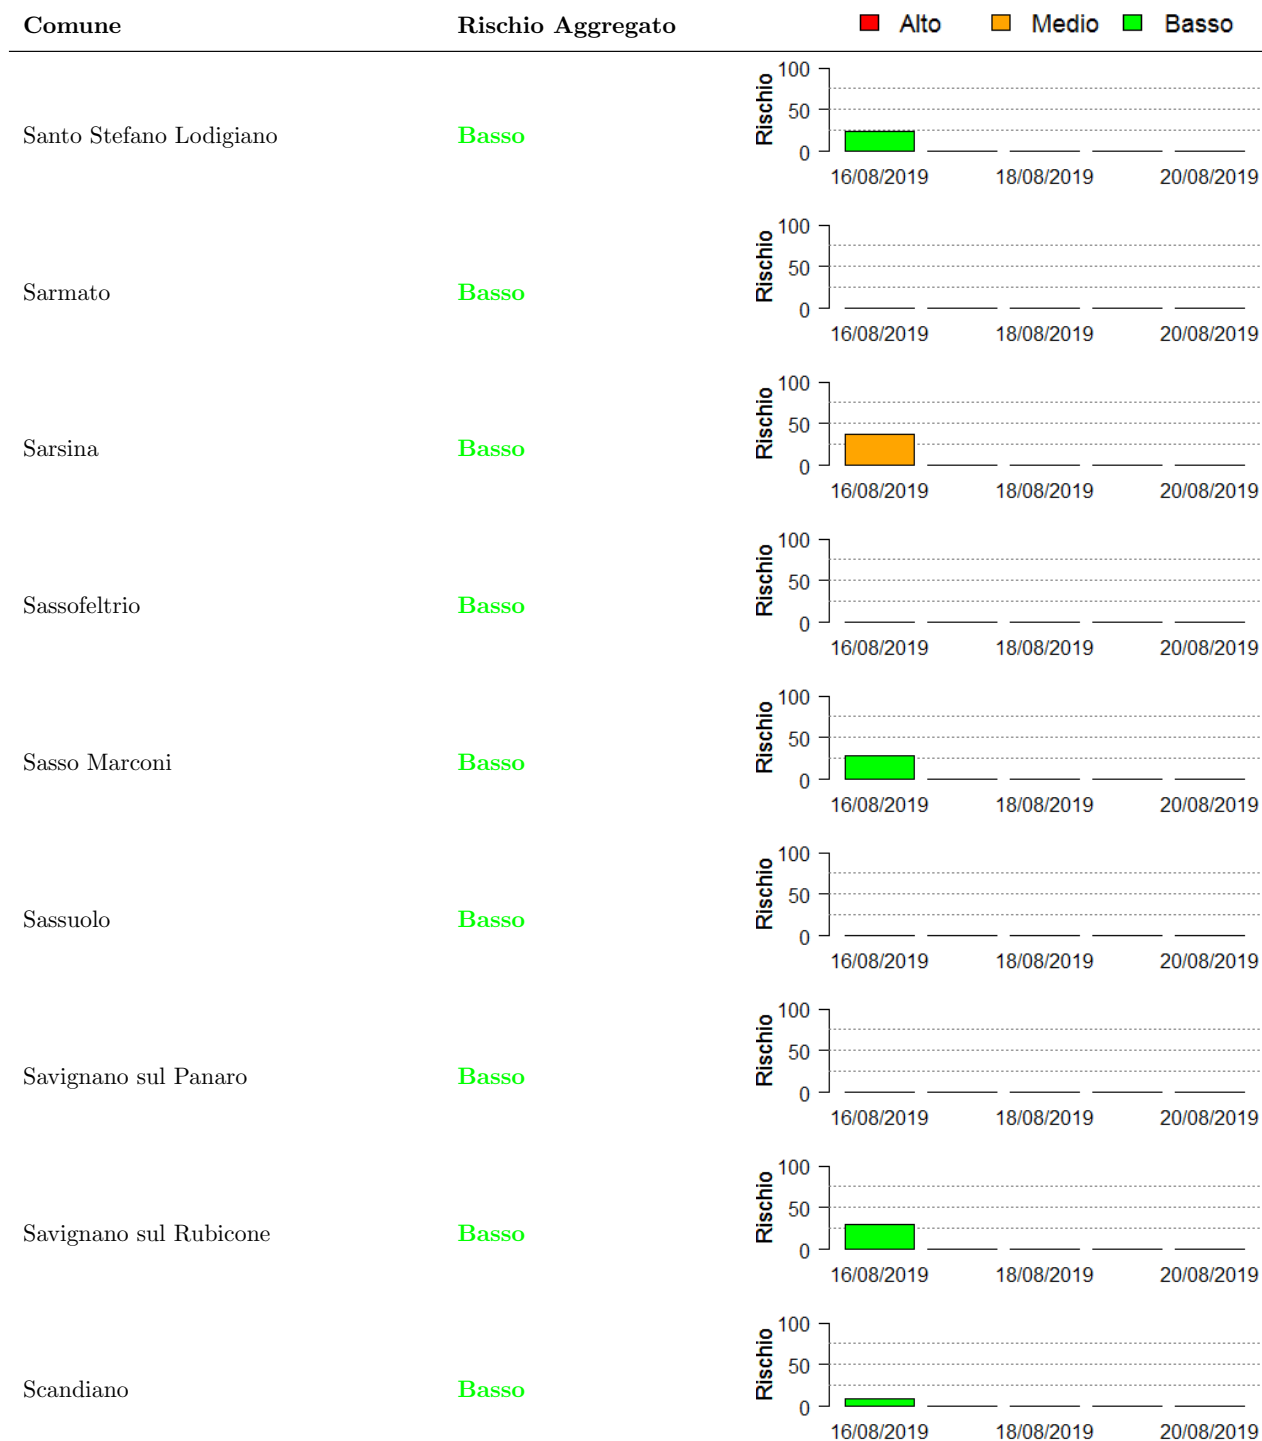 Comune Rischio Aggregato Alto Medio Basso
Santo Stefano Lodigiano Basso
Rischio
100
50
0
16/08/2019 18/08/2019 20/08/2019
Sarmato Basso
Rischio
100
50
0
16/08/2019 18/08/2019 20/08/2019
Sarsina Basso
Rischio
100
50
0
16/08/2019 18/08/2019 20/08/2019
Sassofeltrio Basso
Rischio
100
50
0
16/08/2019 18/08/2019 20/08/2019
Sasso Marconi Basso
Rischio
100
50
0
16/08/2019 18/08/2019 20/08/2019
Sassuolo Basso
Rischio
100
50
0
16/08/2019 18/08/2019 20/08/2019
Savignano sul Panaro Basso
Rischio
100
50
0
16/08/2019 18/08/2019 20/08/2019
Savignano sul Rubicone Basso
Rischio
100
50
0
16/08/2019 18/08/2019 20/08/2019
Scandiano Basso
Rischio
100
50
0
16/08/2019 18/08/2019 20/08/2019